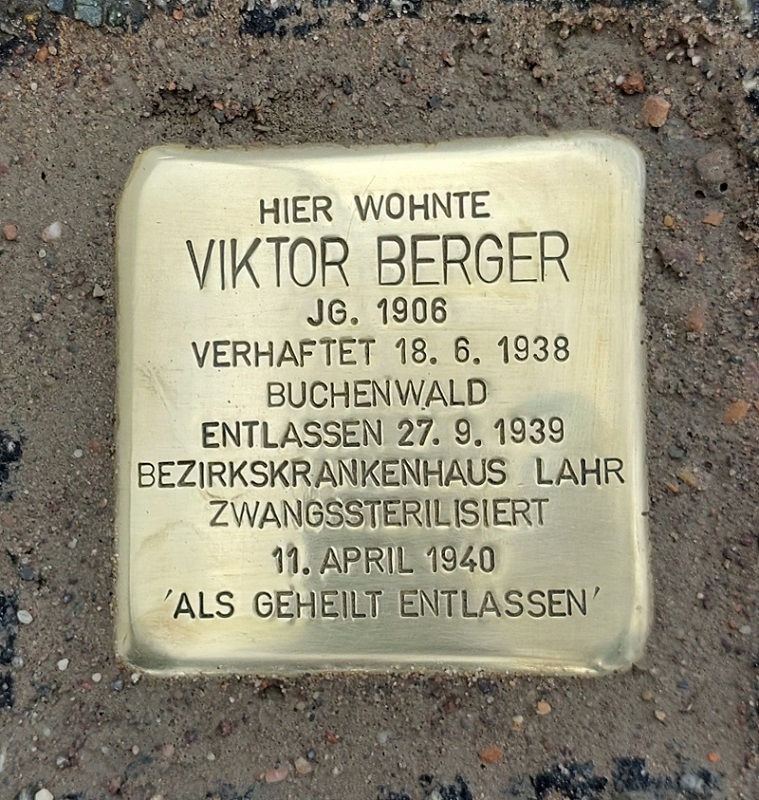 HIER WOHNTE
VIKTOR BERGER
JG. 1906
VERHAFTET 18. 6. 1938
BUCHENWALD
ENTLASSEN 27. 9. 1939
BEZIRKSKRANKENHAUS LAHR
ZWANGSSTERILISIERT
11. APRIL 1940
'ALS GEHEILT ENTLASSEN'